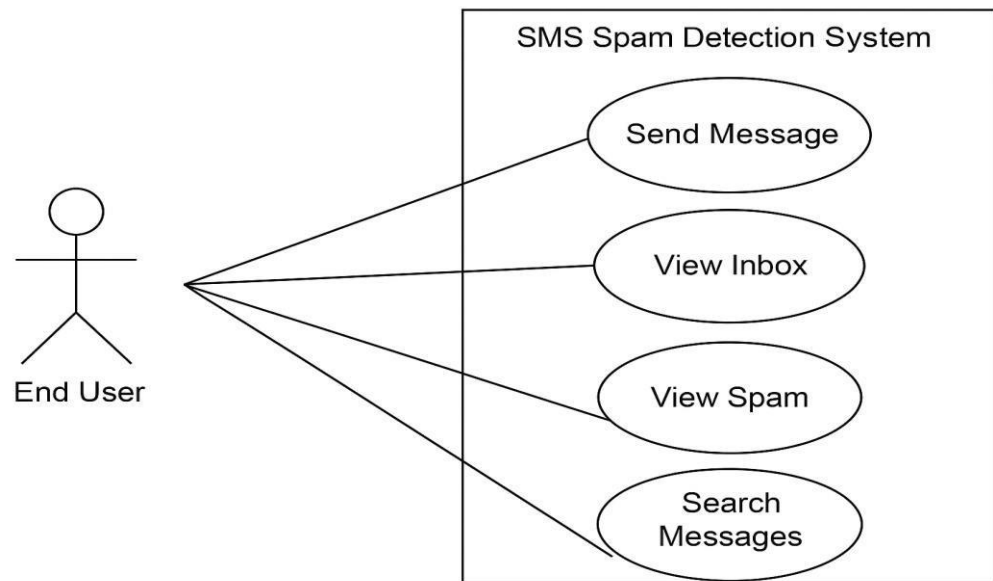 SMS Spam Detection System
Send Message
View Inbox
View Spam
End User
Search
Messages